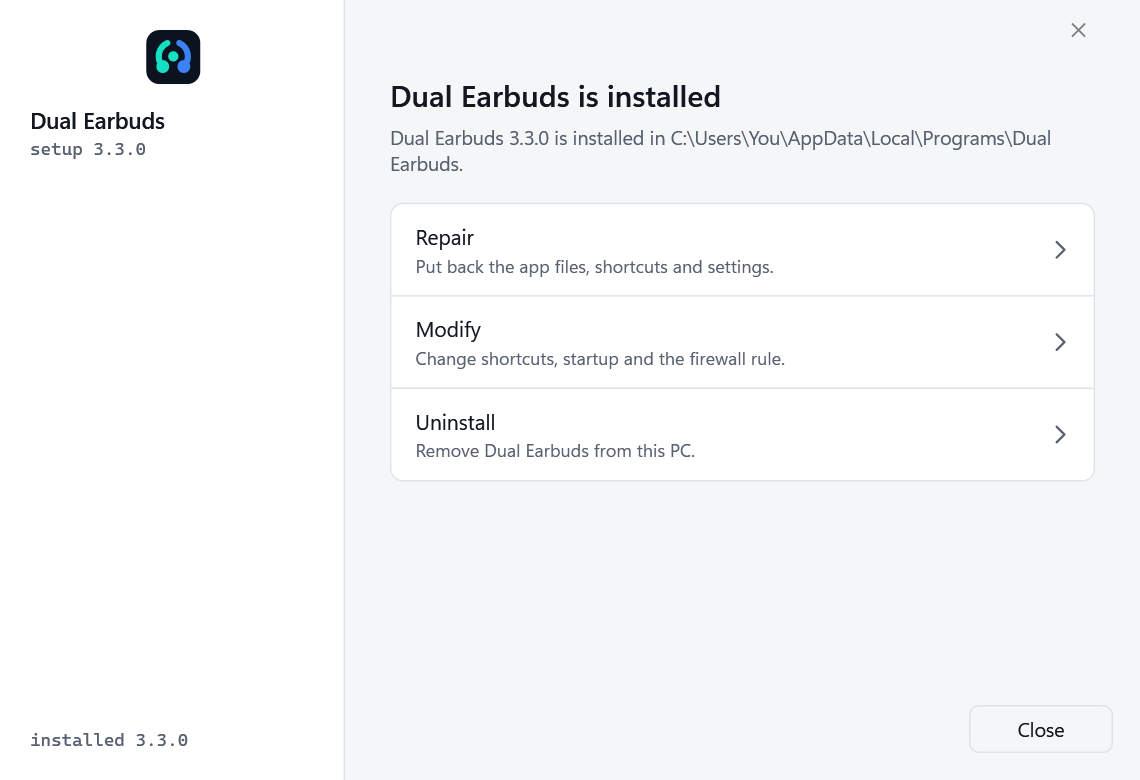 Dual Earbuds
setup 3.3.0
Dual Earbuds is installed
Dual Earbuds 3.3.0 is installed in C:\Users\You\AppData\Local\Programs\Dual
Earbuds.
Repair
Put back the app files, shortcuts and settings.
Modify
Change shortcuts, startup and the firewall rule.
Uninstall
Remove Dual Earbuds from this PC.
installed 3.3.0
Close